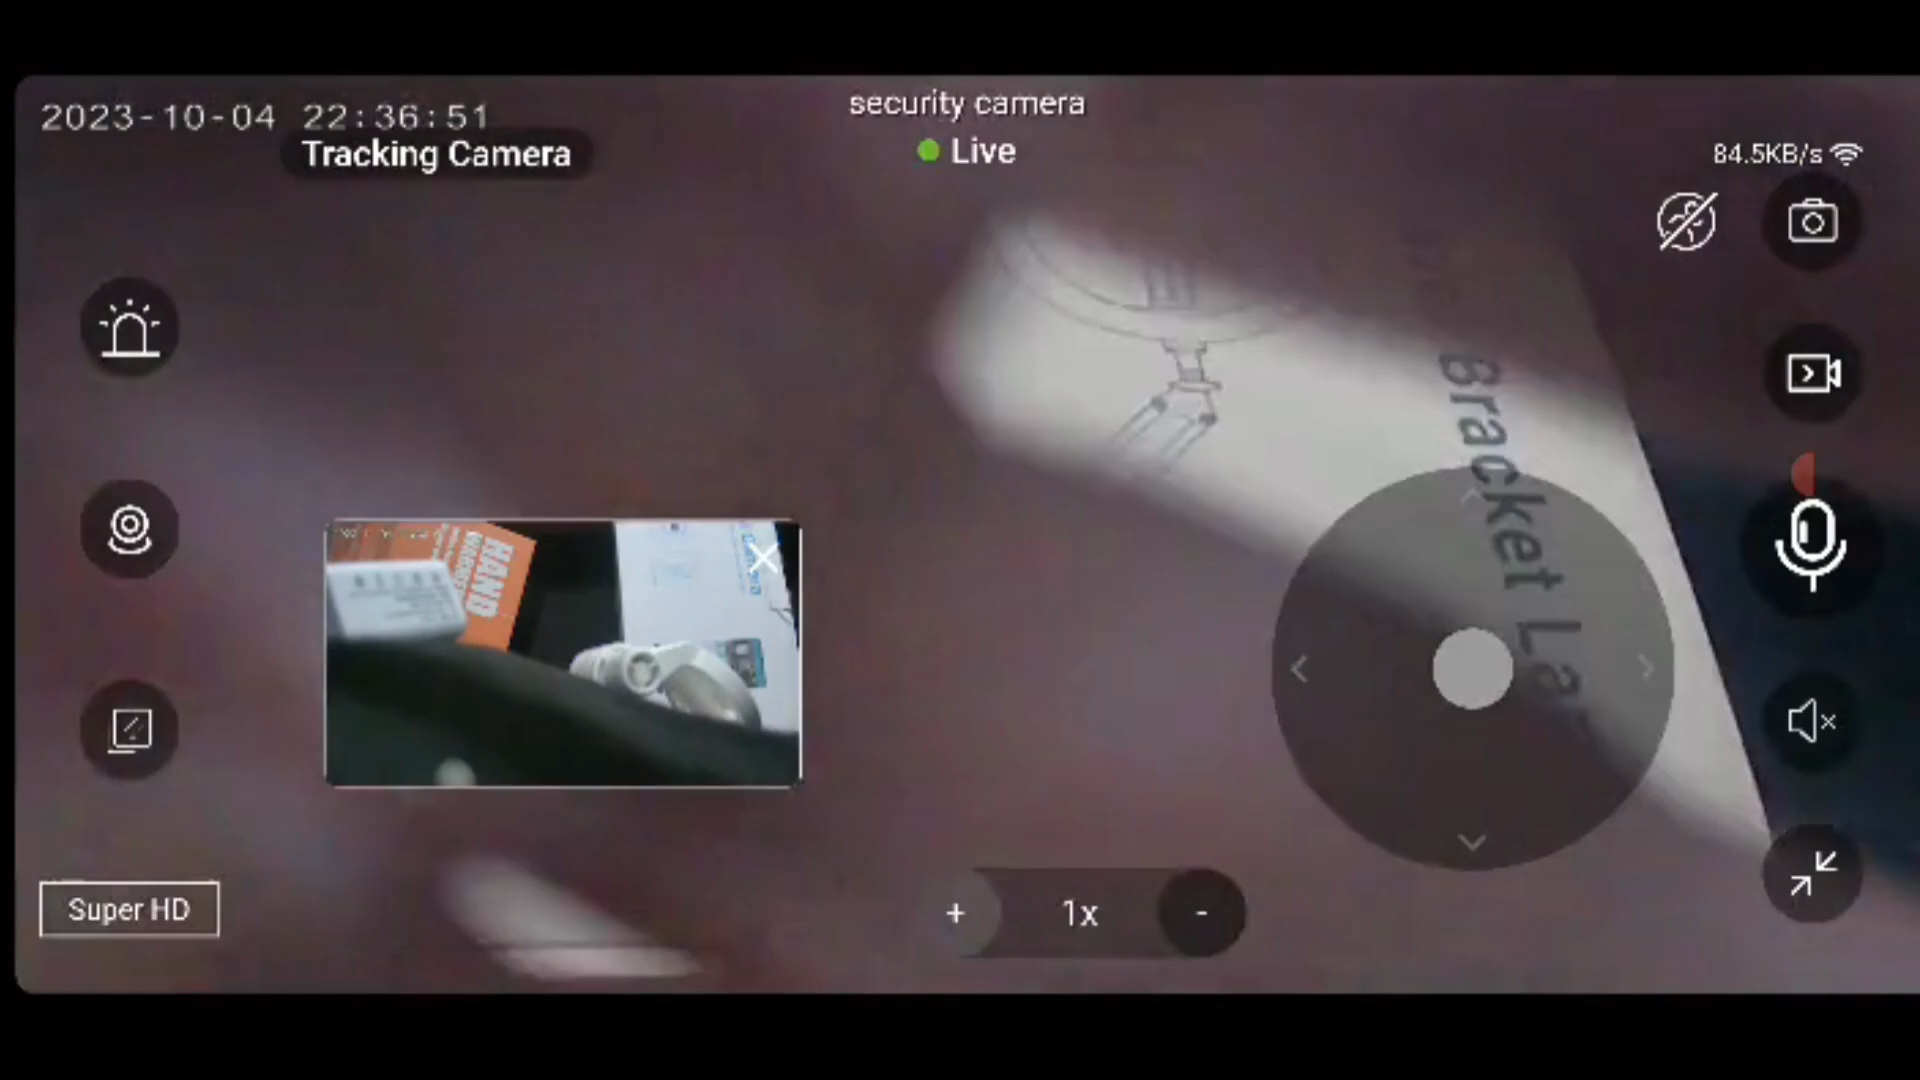 2023-10-04 22:36:51
security camera
Tracking Camera
Live
84.5KB/s
Bracket La
HAND
Super HD
+
1x
-